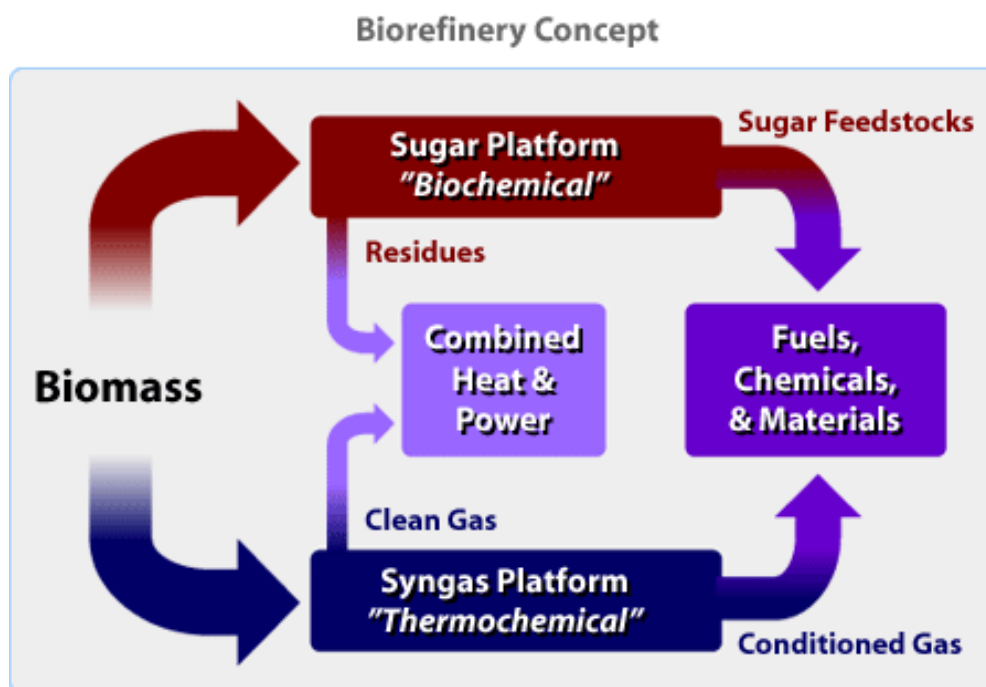 Biorefinery Concept
Sugar Feedstocks
Sugar Platform
"Biochemical"
Residues
Combined
Heat &
Power
Fuels,
Chemicals,
& Materials
Biomass
Clean Gas
Syngas Platform
"Thermochemical"
Conditioned Gas